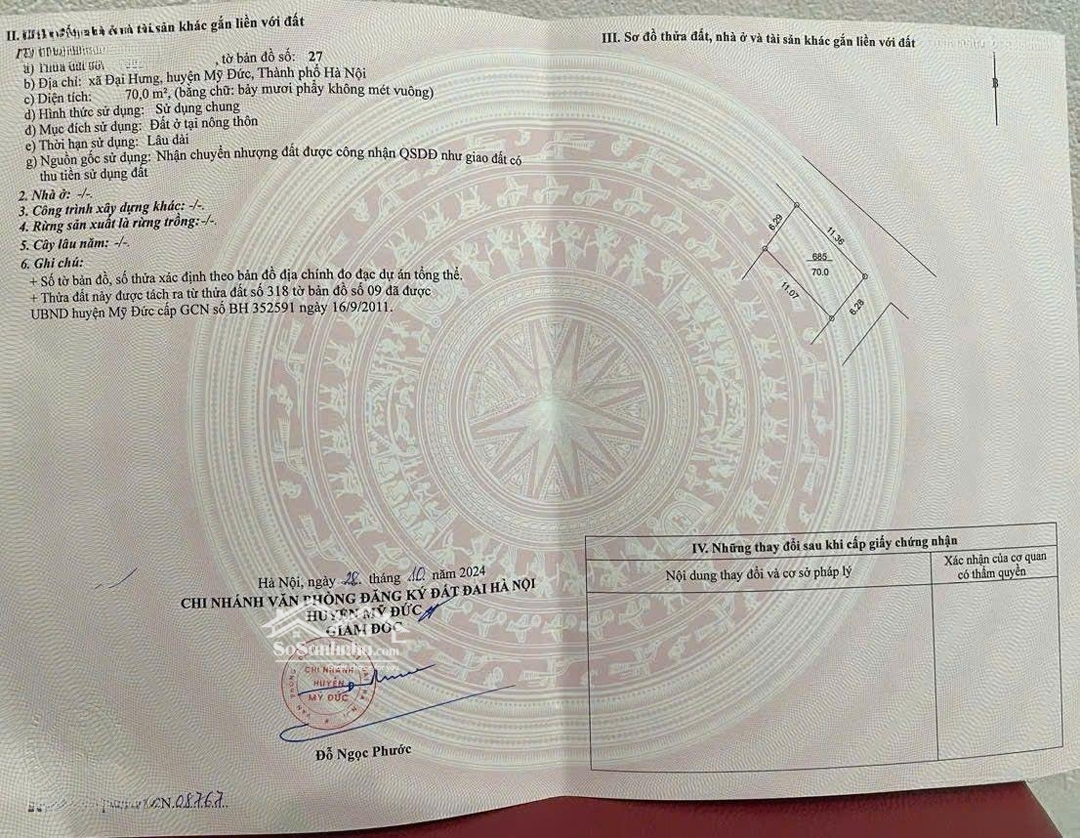 II.
và tài sản khác gắn liền với đất
, tờ bản đồ số: 27
b) Địa chỉ: xã Đại Hưng, huyện Mỹ Đức, Thành phố Hà Nội
c) Diện tích: 70,0 m², (bằng chữ: bảy mươi phẩy không mét vuông)
d) Hình thức sử dụng: Sử dụng chung
đ) Mục đích sử dụng: Đất ở tại nông thôn
e) Thời hạn sử dụng: Lâu dài
g) Nguồn gốc sử dụng: Nhận chuyển nhượng đất được công nhận QSDĐ như giao đất có
thu tiền sử dụng đất
2. Nhà ở: -/-.
3. Công trình xây dựng khác: -/-.
4. Rừng sản xuất là rừng trồng:-/-.
5. Cây lâu năm: -/-.
6. Ghi chú:
+ Số tờ bản đồ, số thửa xác định theo bản đồ địa chính đo đạc dự án tổng thể.
+ Thửa đất này được tách ra từ thửa đất số 318 tờ bản đồ số 09 đã được
UBND huyện Mỹ Đức cấp GCN số BH 352591 ngày 16/9/2011.
Hà Nội, ngày 28. tháng .10. năm 2024
CHI NHÁNH VĂN PHÒNG ĐĂNG KÝ ĐẤT ĐAI HÀ NỘI
HUYỆN MỸ ĐỨC
GIÁM ĐỐC
SoSanhnha.com
CHI NHÁNH
HUYỆN
MỸ ĐỨC
Đỗ Ngọc Phước
CN.08767.
III. Sơ đồ thửa đất, nhà ở và tài sản khác gắn liền với đất
B
6.29
11.36
685
70.0
11.07
6.28
IV. Những thay đổi sau khi cấp giấy chứng nhận
Nội dung thay đổi và cơ sở pháp lý
Xác nhận của cơ quan
có thẩm quyền